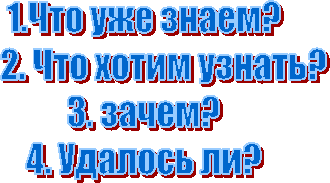 1.Что уже знаем?
2. Что хотим узнать?
3. зачем?
4. Удалось ли?